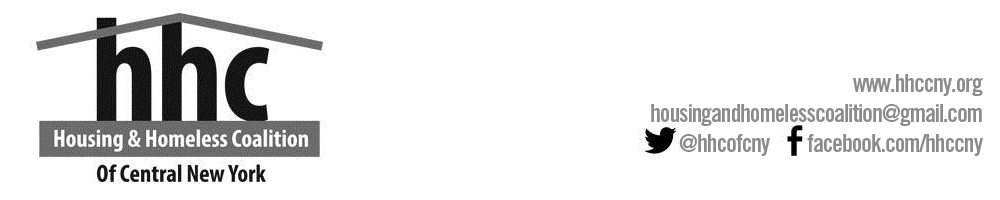 hhc
Housing & Homeless Coalition
Of Central New York
www.hhccny.org
housingandhomelesscoalition@gmail.com
@hhcofcny facebook.com/hhccny